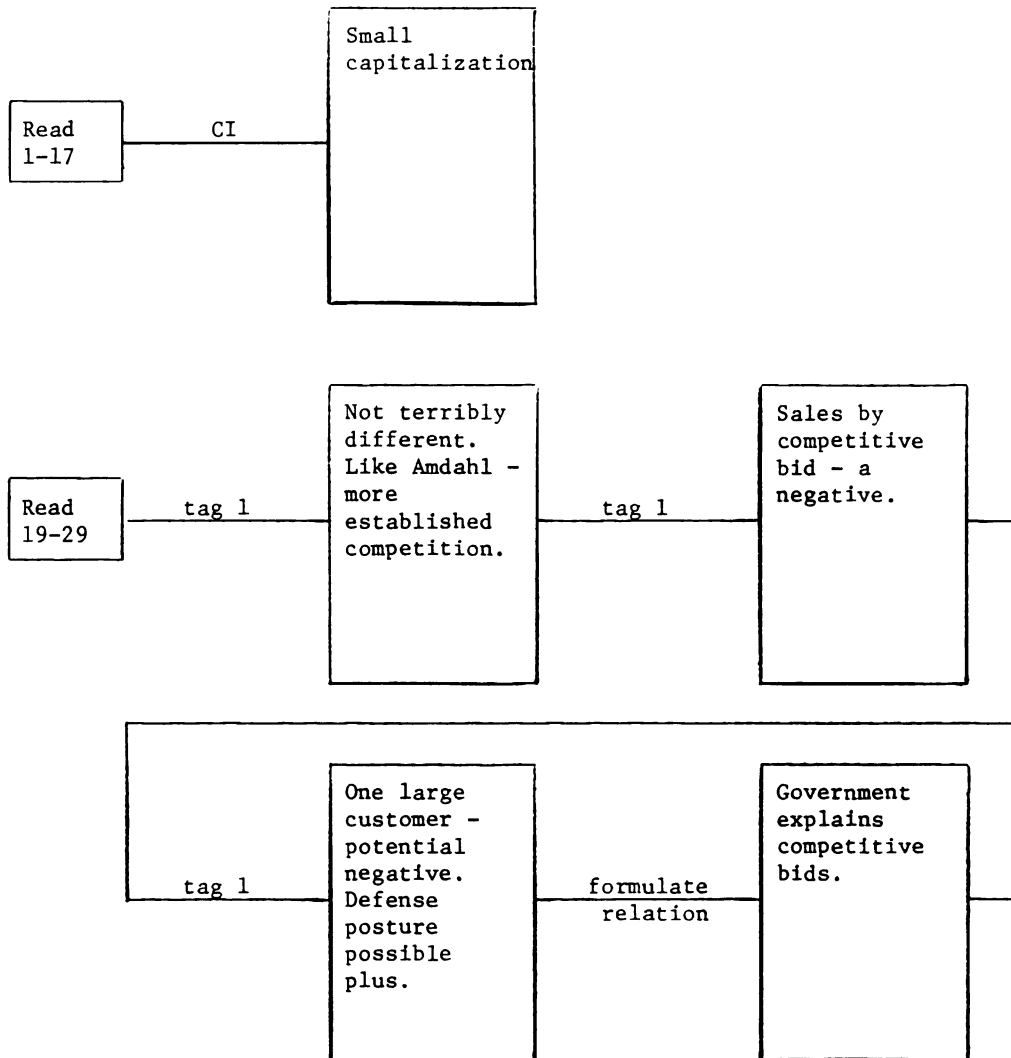 Small
capitalization
Read
1-17
CI
Read
19-29
tag 1
Not terribly
different.
Like Amdahl -
more
established
competition.
tag 1
Sales by
competitive
bid - a
negative.
tag 1
One large
customer -
potential
negative.
Defense
posture
possible
plus.
formulate
relation
Government
explains
competitive
bids.